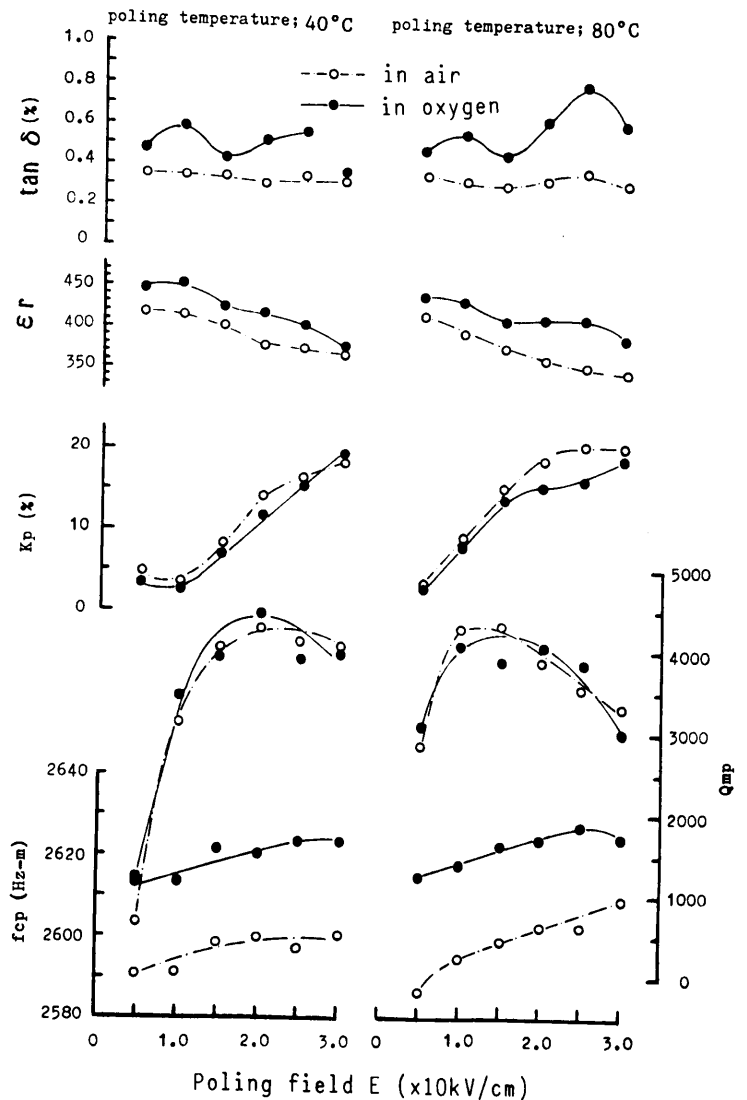 poling temperature; 40°C poling temperature; 80°C
in air
in oxygen
tan δ (%)
1.0
0.8
0.6
0.4
0.2
0
εr
450
400
350
Kp (%)
20
10
0
5000
4000
3000
2000
1000
0
Qmp
fcp (Hz-m)
2640
2620
2600
2580
0 1.0 2.0 3.0 0 1.0 2.0 3.0
Poling field E (x10kV/cm)